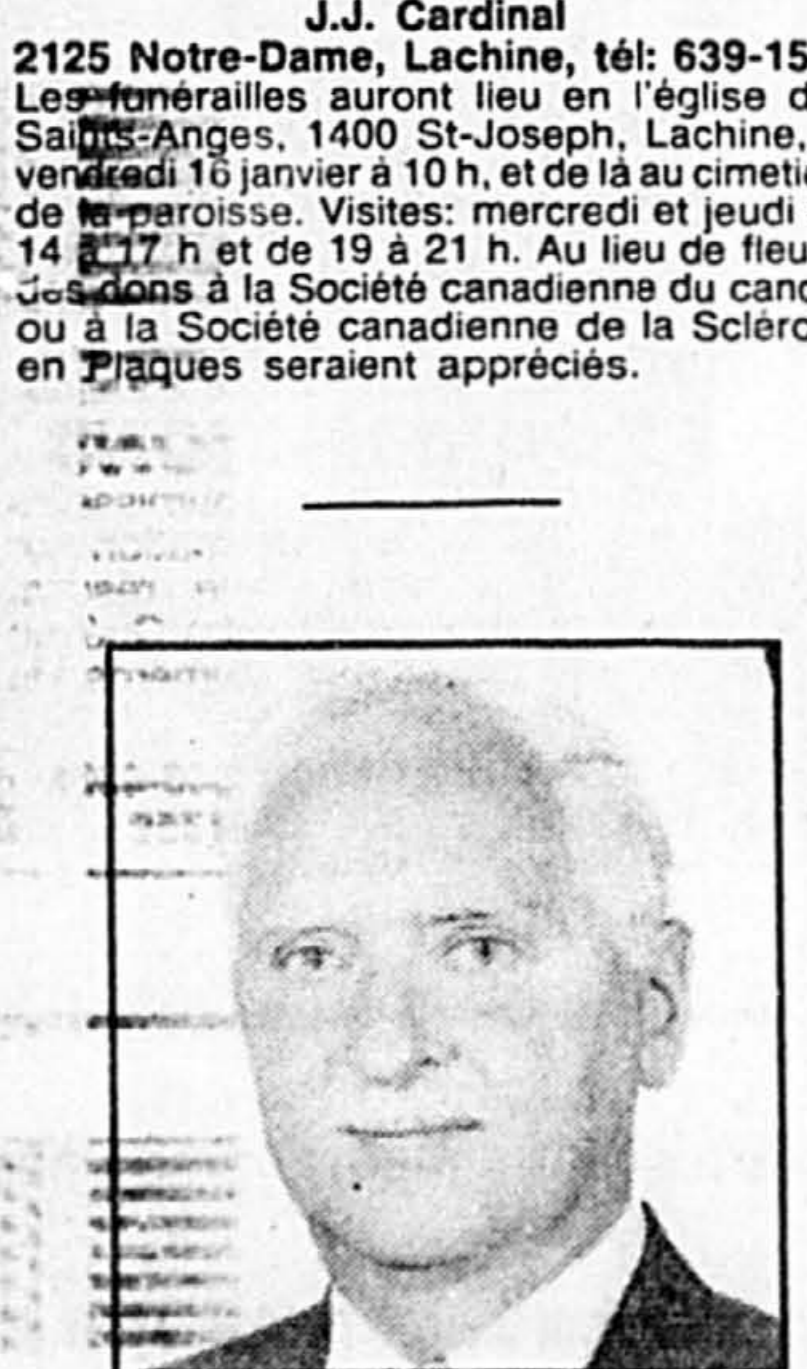 J.J. Cardinal
2125 Notre-Dame, Lachine, tél: 639-15
Les funérailles auront lieu en l'église d
Saints-Anges, 1400 St-Joseph, Lachine,
vendredi 16 janvier à 10 h, et de là au cimetiè
de la paroisse. Visites: mercredi et jeudi
14 à 17 h et de 19 à 21 h. Au lieu de fleu
des dons à la Société canadienne du canc
ou à la Société canadienne de la Scléro
en Plaques seraient appréciés.